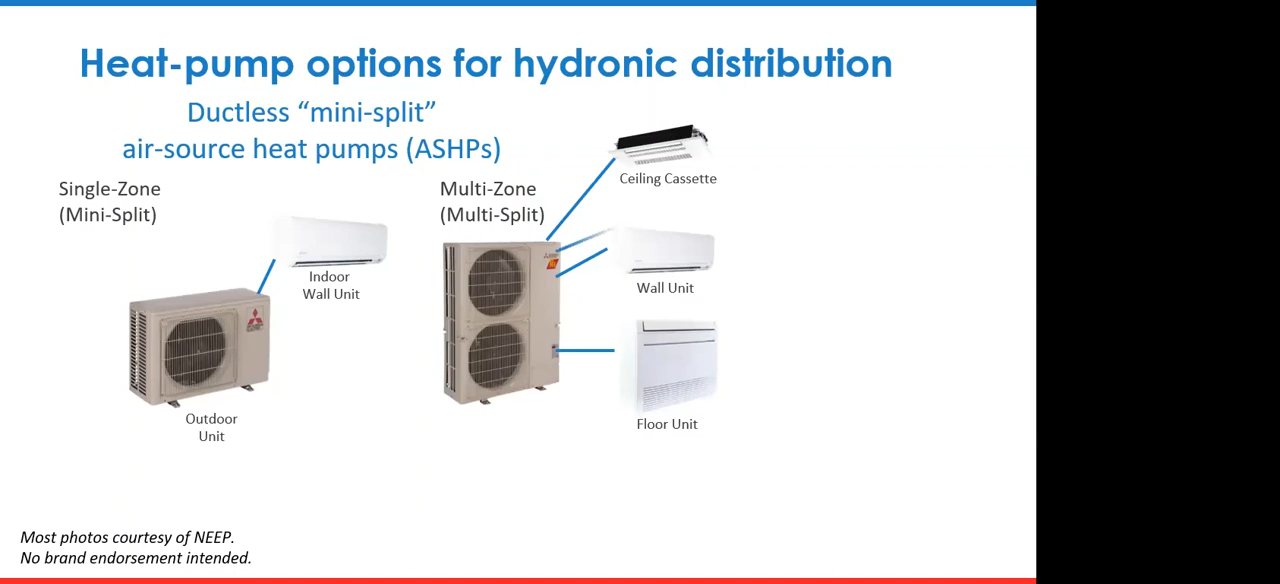 Heat-pump options for hydronic distribution
Ductless “mini-split”
air-source heat pumps (ASHPs)
Single-Zone
(Mini-Split)
Indoor
Wall Unit
Outdoor
Unit
Multi-Zone
(Multi-Split)
Ceiling Cassette
Wall Unit
Floor Unit
Most photos courtesy of NEEP.
No brand endorsement intended.